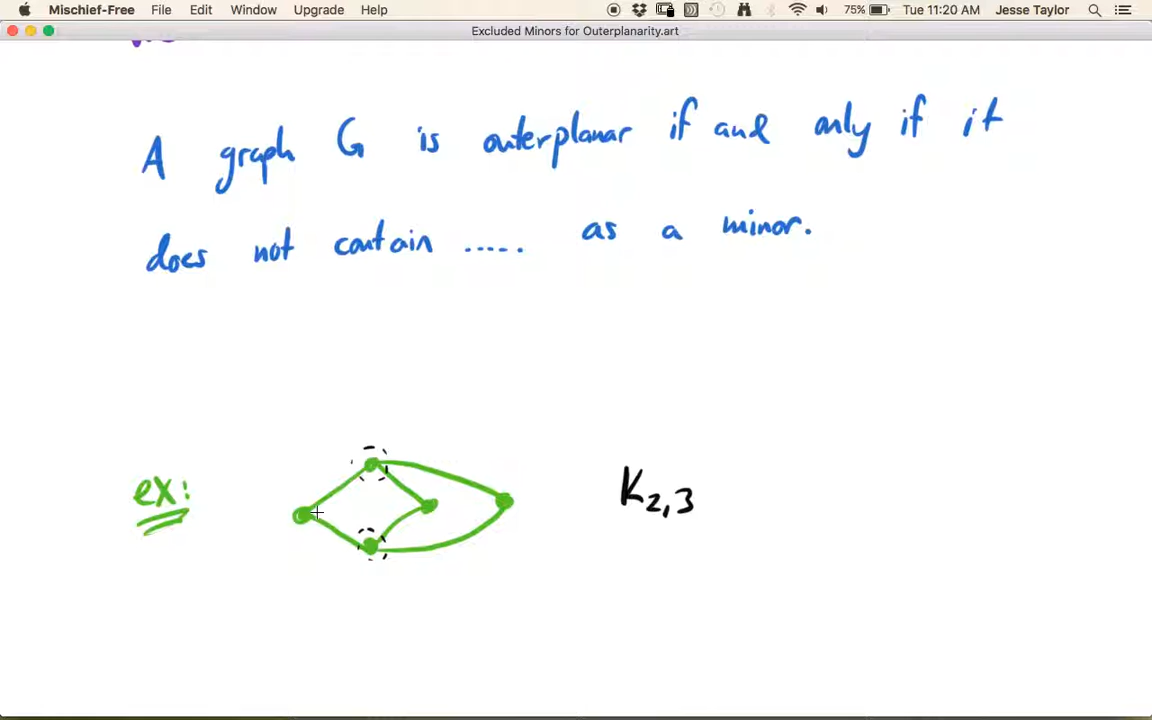 Mischief-Free File Edit Window Upgrade Help 75% Tue 11:20 AM Jesse Taylor
Excluded Minors for Outerplanarity.art
A graph G is outerplanar if and only if it
does not contain ..... as a minor.
ex:
K2,3